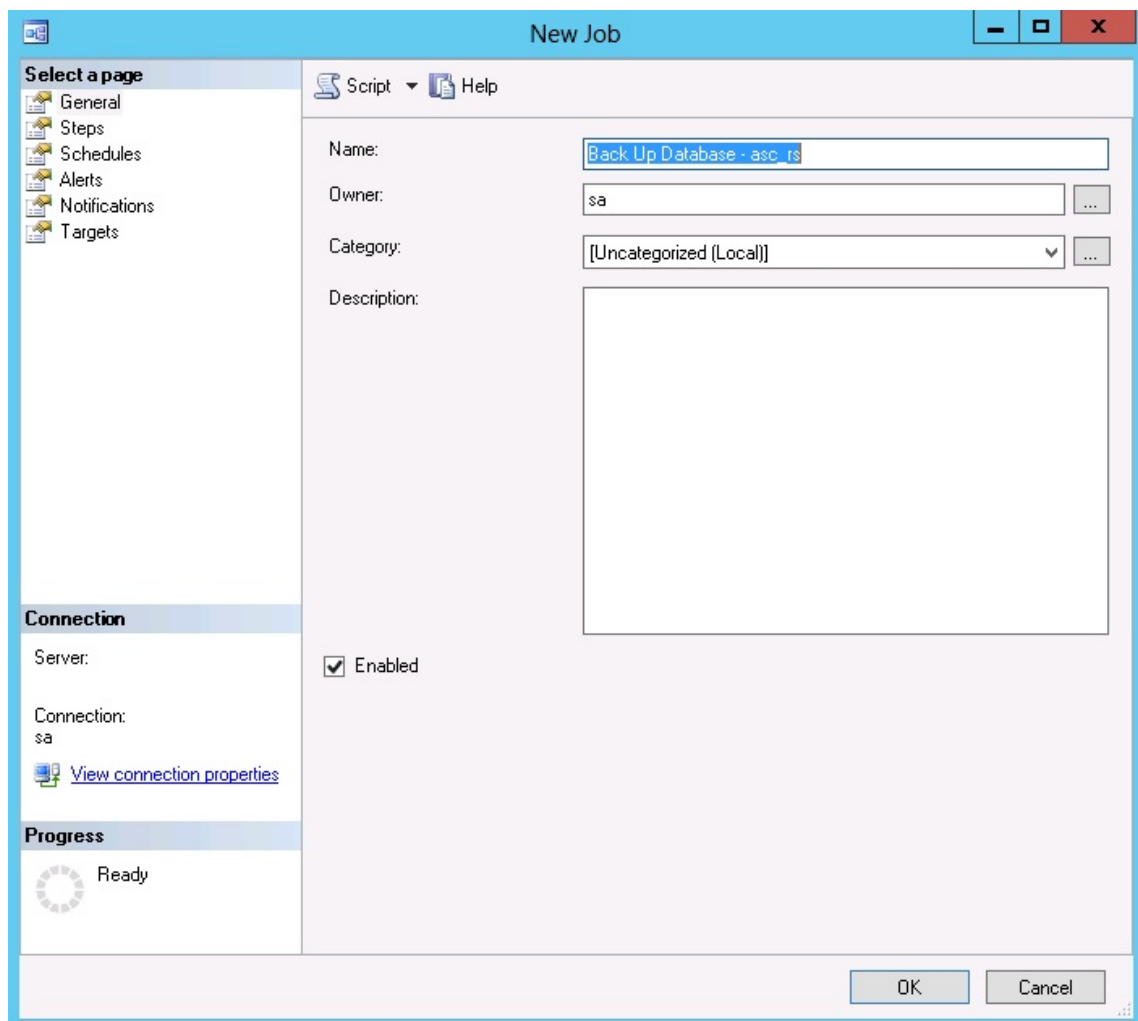 New Job
Select a page
General
Steps
Schedules
Alerts
Notifications
Targets
Script Help
Name: Back Up Database - asc_rs
Owner: sa ...
Category: [Uncategorized (Local)] ...
Description:
Enabled
Connection
Server:
Connection:
sa
View connection properties
Progress
Ready
OK Cancel